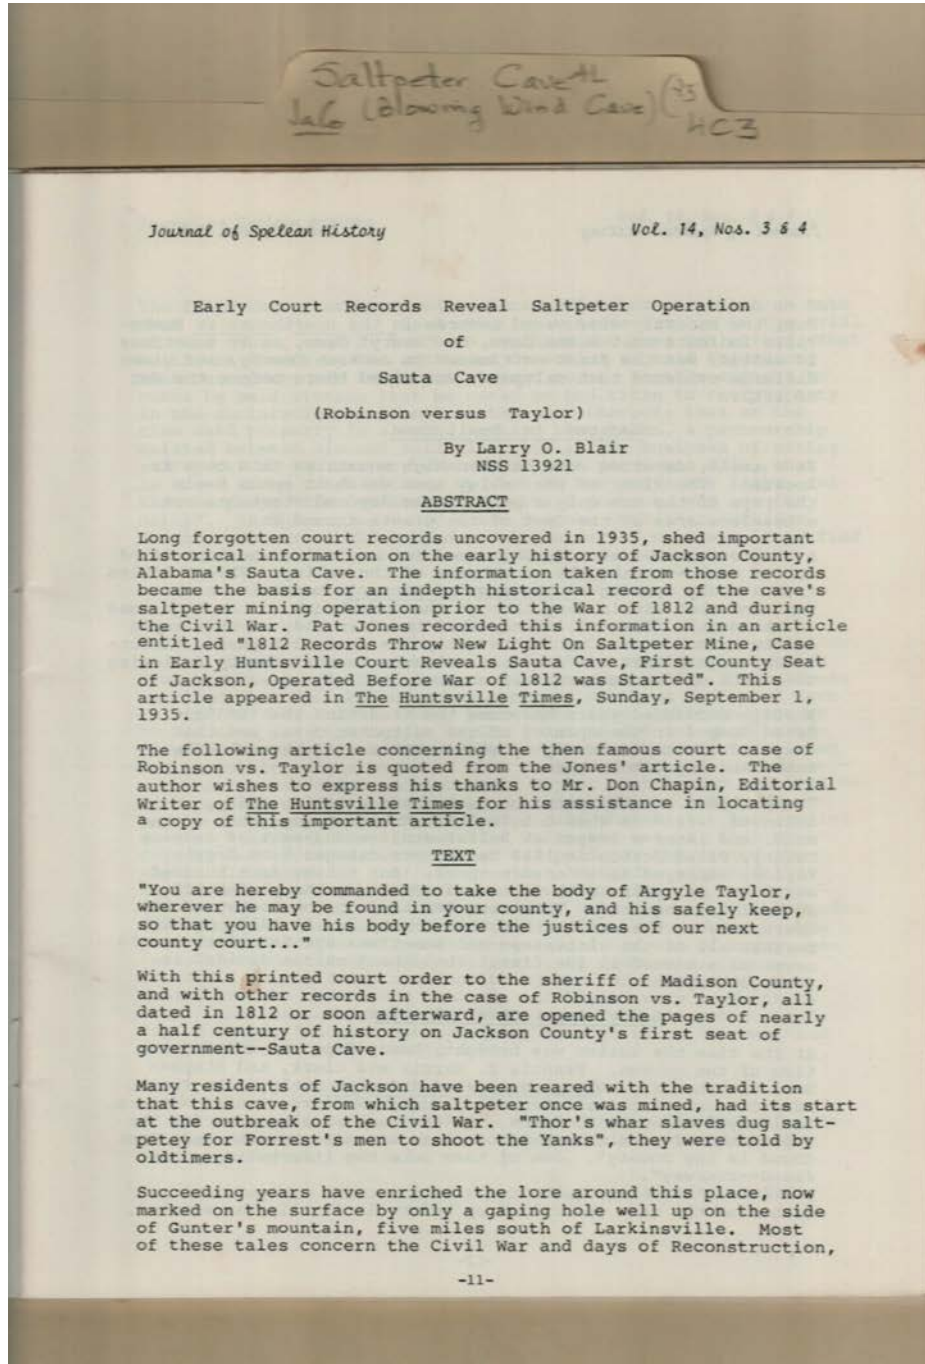 Saltpeter Cave AL
JaCo (Blowing Wind Cave)
HC3
Journal of Spelean History Vol. 14, Nos. 3 & 4
Early Court Records Reveal Saltpeter Operation
of
Sauta Cave
(Robinson versus Taylor)
By Larry O. Blair
NSS 13921
ABSTRACT
Long forgotten court records uncovered in 1935, shed important
historical information on the early history of Jackson County,
Alabama's Sauta Cave. The information taken from those records
became the basis for an indepth historical record of the cave's
saltpeter mining operation prior to the War of 1812 and during
the Civil War. Pat Jones recorded this information in an article
entitled "1812 Records Throw New Light On Saltpeter Mine, Case
in Early Huntsville Court Reveals Sauta Cave, First County Seat
of Jackson, Operated Before War of 1812 was Started". This
article appeared in The Huntsville Times, Sunday, September 1,
1935.
The following article concerning the then famous court case of
Robinson vs. Taylor is quoted from the Jones' article. The
author wishes to express his thanks to Mr. Don Chapin, Editorial
Writer of The Huntsville Times for his assistance in locating
a copy of this important article.
TEXT
"You are hereby commanded to take the body of Argyle Taylor,
wherever he may be found in your county, and his safely keep,
so that you have his body before the justices of our next
county court..."
With this printed court order to the sheriff of Madison County,
and with other records in the case of Robinson vs. Taylor, all
dated in 1812 or soon afterward, are opened the pages of nearly
a half century of history on Jackson County's first seat of
government--Sauta Cave.
Many residents of Jackson have been reared with the tradition
that this cave, from which saltpeter once was mined, had its start
at the outbreak of the Civil War. "Thor's whar slaves dug salt-
petey for Forrest's men to shoot the Yanks", they were told by
oldtimers.
Succeeding years have enriched the lore around this place, now
marked on the surface by only a gaping hole well up on the side
of Gunter's mountain, five miles south of Larkinsville. Most
of these tales concern the Civil War and days of Reconstruction,
-11-